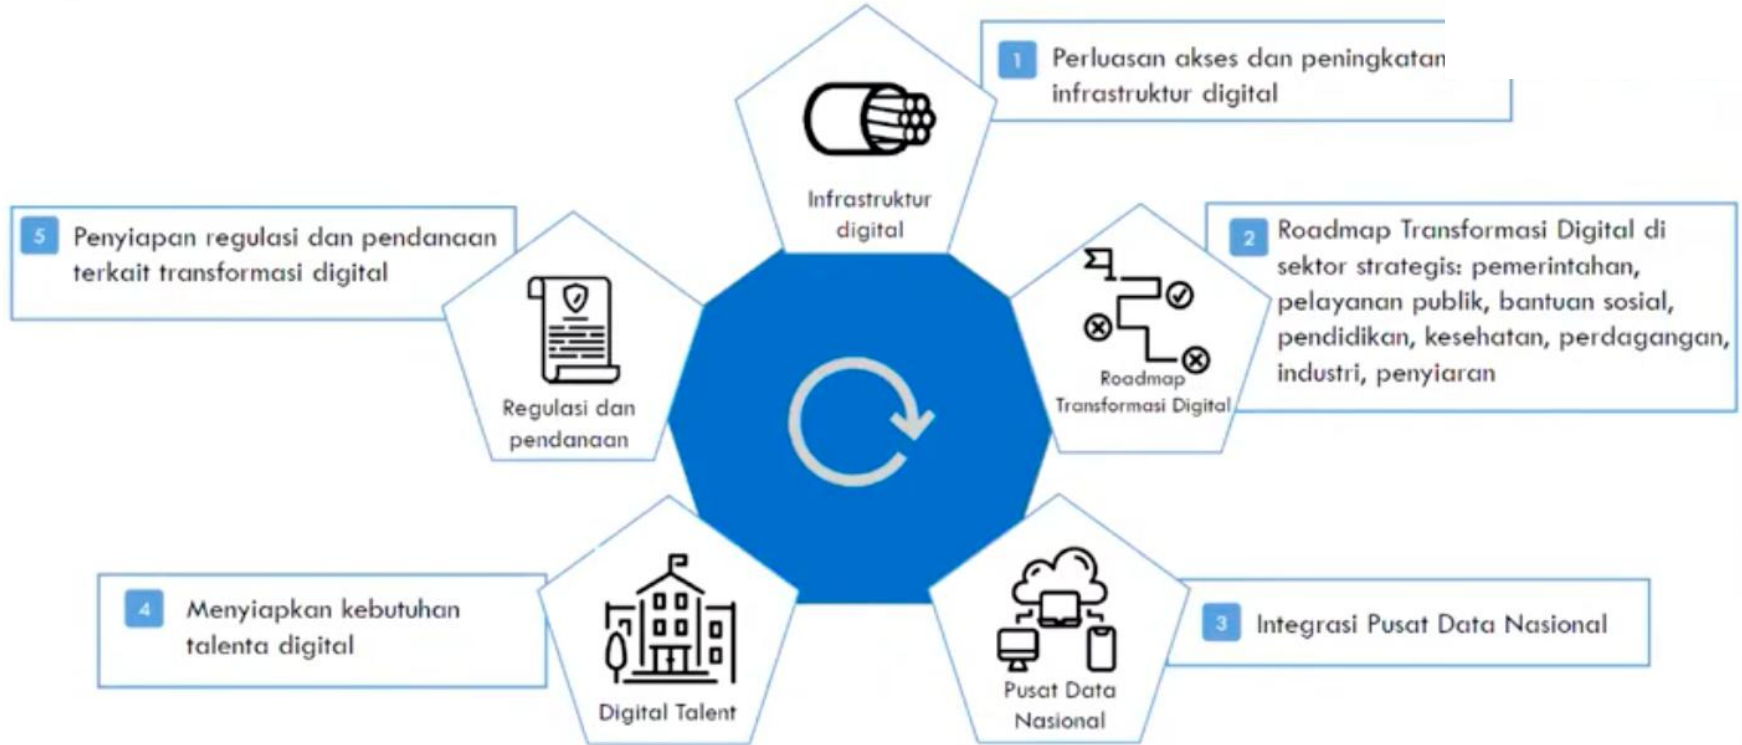 1
Perluasan akses dan peningkatan
infrastruktur digital
Infrastruktur
digital
2
Roadmap Transformasi Digital di
sektor strategis: pemerintahan,
pelayanan publik, bantuan sosial,
pendidikan, kesehatan, perdagangan,
industri, penyiaran
Roadmap
Transformasi Digital
3
Integrasi Pusat Data Nasional
Pusat Data
Nasional
4
Menyiapkan kebutuhan
talenta digital
Digital Talent
5
Penyiapan regulasi dan pendanaan
terkait transformasi digital
Regulasi dan
pendanaan